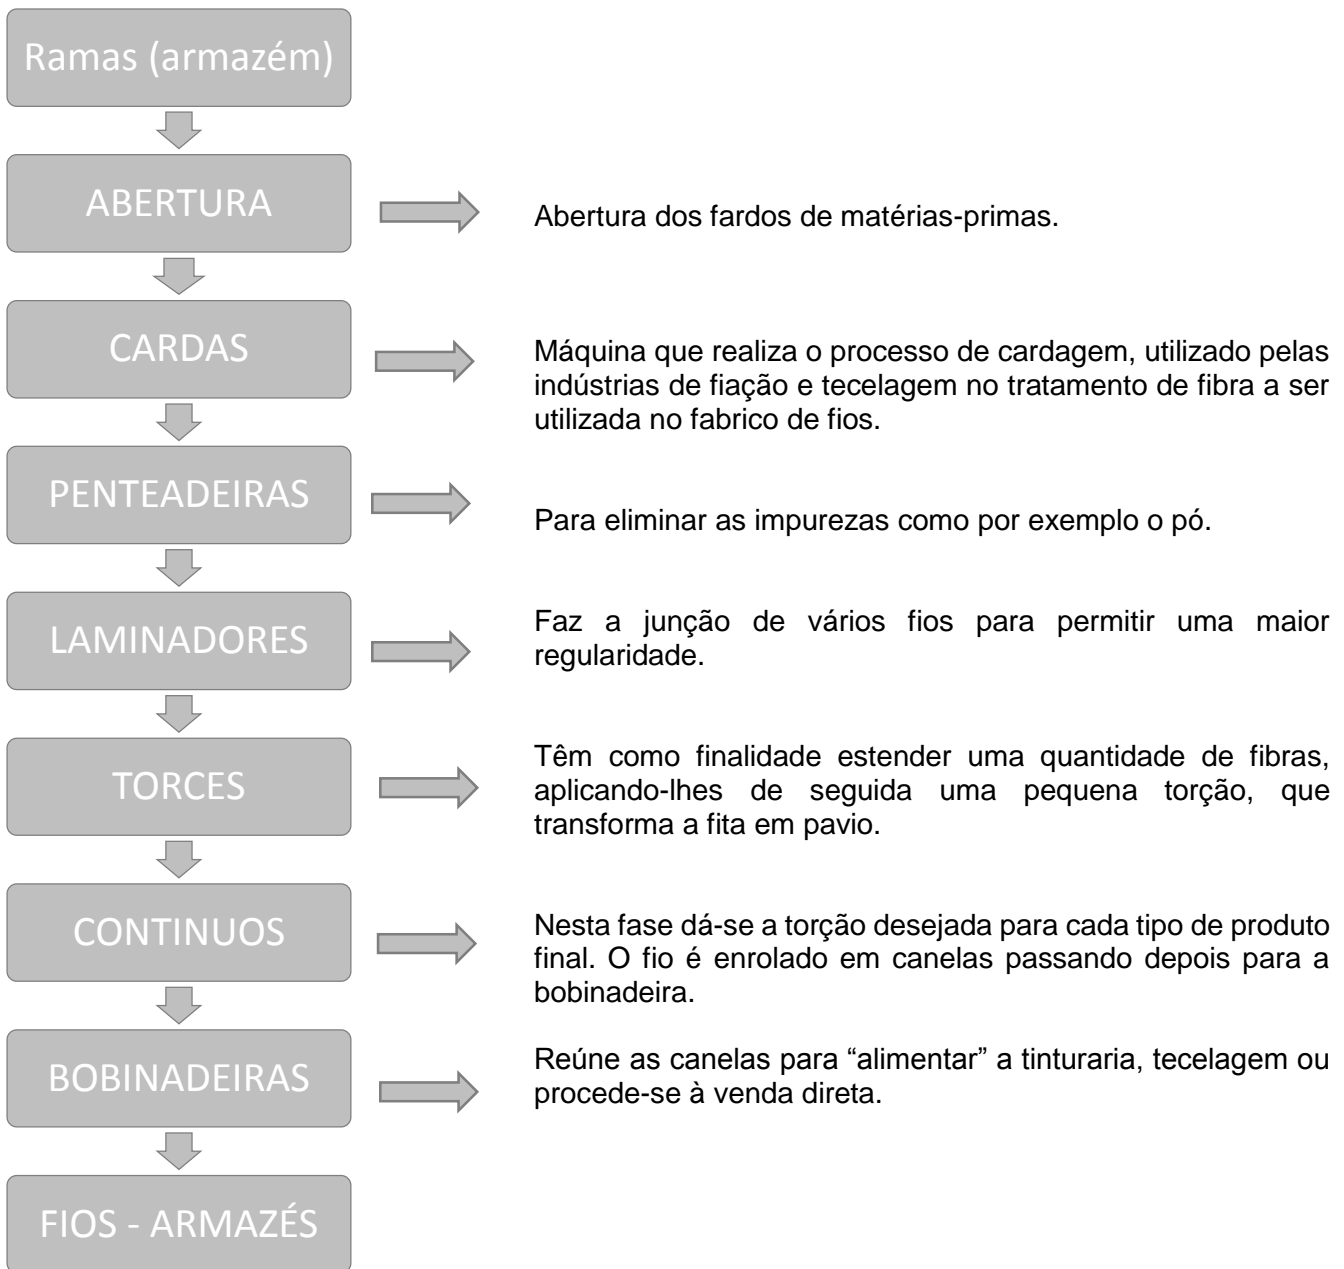 Ramas (armazém)
ABERTURA
Abertura dos fardos de matérias-primas.
CARDAS
Máquina que realiza o processo de cardagem, utilizado pelas
indústrias de fiação e tecelagem no tratamento de fibra a ser
utilizada no fabrico de fios.
PENTEADEIRAS
Para eliminar as impurezas como por exemplo o pó.
LAMINADORES
Faz a junção de vários fios para permitir uma maior
regularidade.
TORCES
Têm como finalidade estender uma quantidade de fibras,
aplicando-lhes de seguida uma pequena torção, que
transforma a fita em pavio.
CONTINUOS
Nesta fase dá-se a torção desejada para cada tipo de produto
final. O fio é enrolado em canelas passando depois para a
bobinadeira.
BOBINADEIRAS
Reúne as canelas para “alimentar” a tinturaria, tecelagem ou
procede-se à venda direta.
FIOS - ARMAZÉS